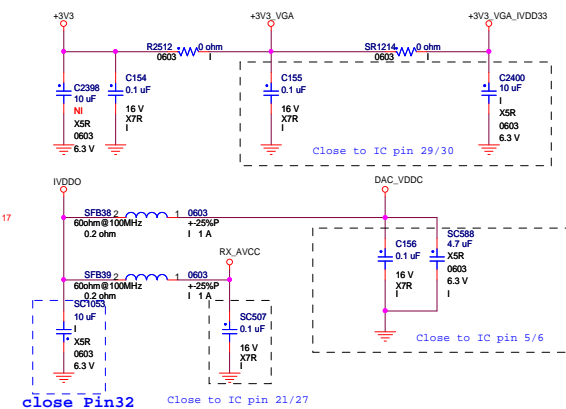 +3V3
+3V3_VGA
+3V3_VGA_IVDD33
R2512
0 ohm
0603
I
SR1214
0 ohm
0603
I
C2398
10 uF
NI
X5R
0603
6.3 V
C154
0.1 uF
16 V
X7R
I
C155
0.1 uF
16 V
X7R
I
C2400
10 uF
I
X5R
0603
6.3 V
Close to IC pin 29/30
IVDDO
DAC_VDDC
17
SFB38 2 1 0603
60ohm@100MHz +-25%P
0.2 ohm I 1 A
RX_AVCC
SFB39 2 1 0603
60ohm@100MHz +-25%P
0.2 ohm I 1 A
C156
0.1 uF
16 V
X7R
I
SC588
4.7 uF
X5R
0603
6.3 V
I
SC1053
10 uF
I
X5R
0603
6.3 V
SC507
0.1 uF
16 V
X7R
I
Close to IC pin 5/6
close Pin32
Close to IC pin 21/27